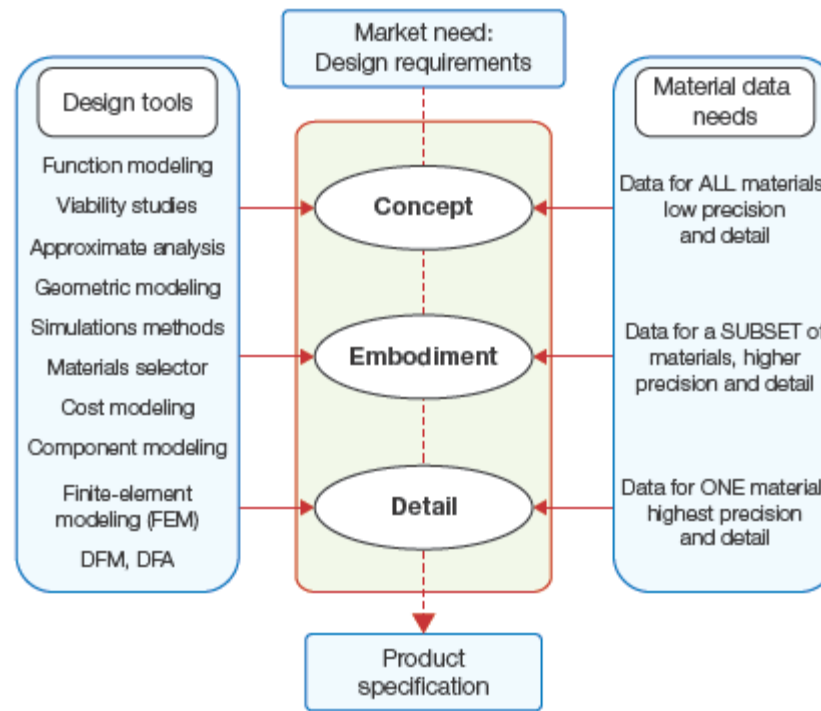 Market need:
Design requirements
Design tools
Function modeling
Viability studies
Approximate analysis
Geometric modeling
Simulations methods
Materials selector
Cost modeling
Component modeling
Finite-element
modeling (FEM)
DFM, DFA
Concept
Embodiment
Detail
Material data
needs
Data for ALL materials,
low precision
and detail
Data for a SUBSET of
materials, higher
precision and detail
Data for ONE material,
highest precision
and detail
Product
specification